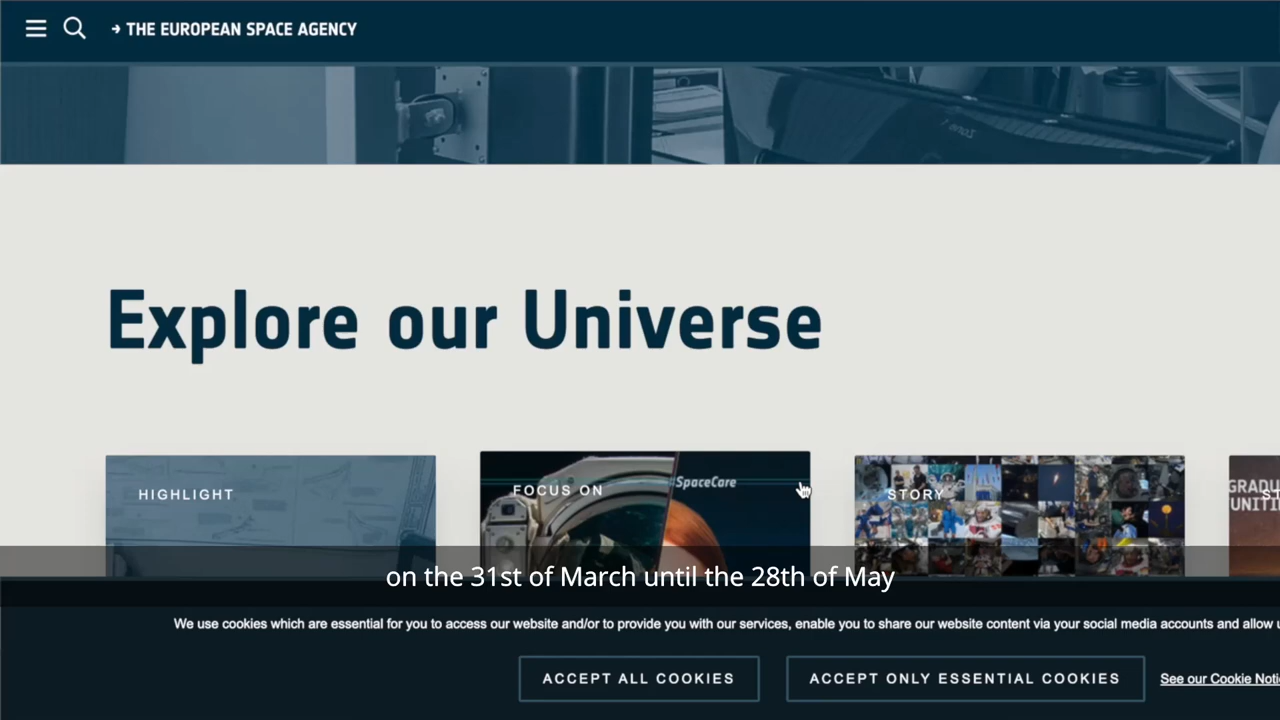 → THE EUROPEAN SPACE AGENCY
Explore our Universe
HIGHLIGHT
FOCUS ON
SpaceCare
STORY
on the 31st of March until the 28th of May
We use cookies which are essential for you to access our website and/or to provide you with our services, enable you to share our website content via your social media accounts and allow
ACCEPT ALL COOKIES
ACCEPT ONLY ESSENTIAL COOKIES
See our Cookie